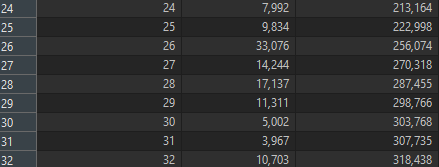 24 24 7,992 213,164
25 25 9,834 222,998
26 26 33,076 256,074
27 27 14,244 270,318
28 28 17,137 287,455
29 29 11,311 298,766
30 30 5,002 303,768
31 31 3,967 307,735
32 32 10,703 318,438